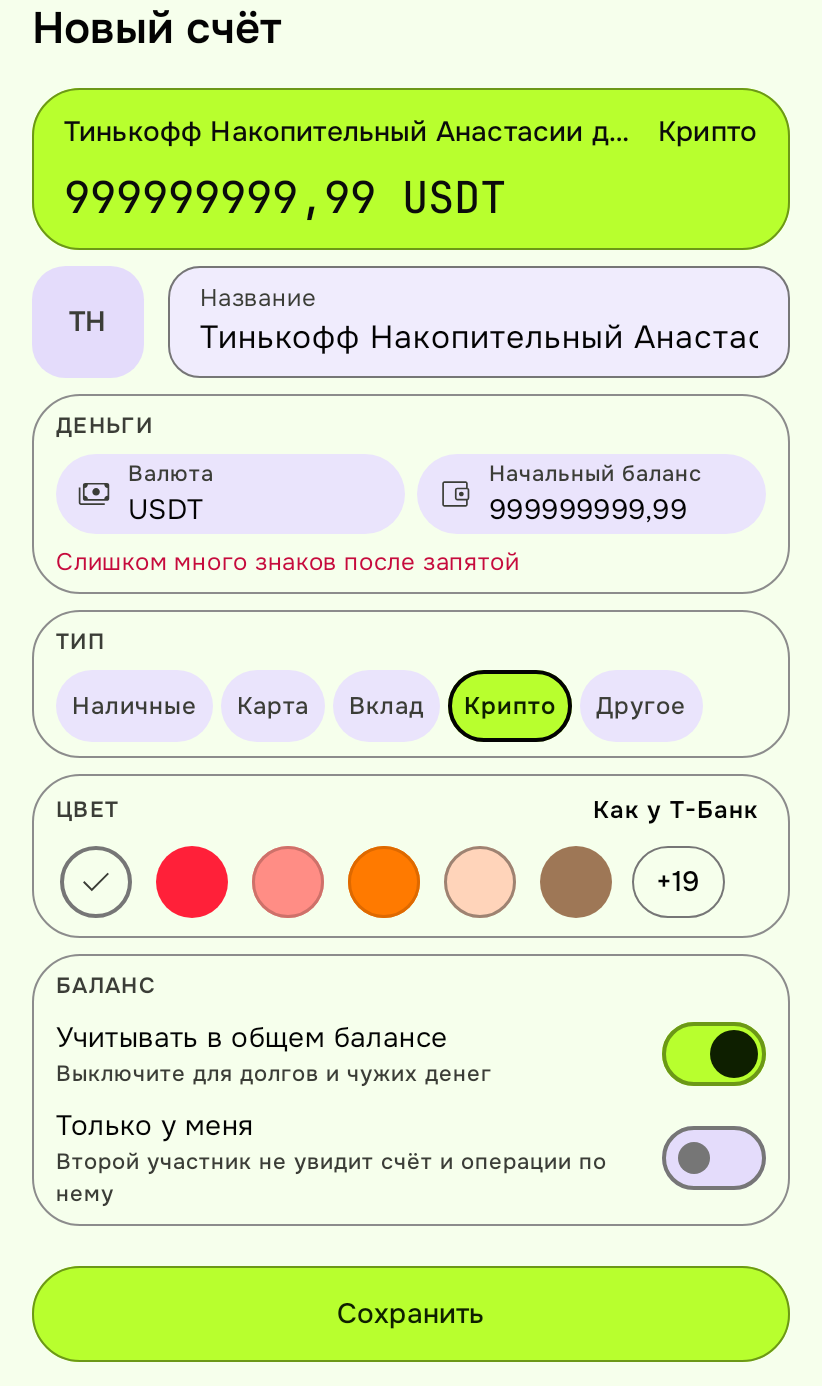 Новый счёт
Тинькофф Накопительный Анастасии д... Крипто
999999999,99 USDT
ТН
Название
Тинькофф Накопительный Анастас
ДЕНЬГИ
Валюта
USDT
Начальный баланс
999999999,99
Слишком много знаков после запятой
ТИП
Наличные Карта Вклад Крипто Другое
ЦВЕТ Как у Т-Банк
+19
БАЛАНС
Учитывать в общем балансе
Выключите для долгов и чужих денег
Только у меня
Второй участник не увидит счёт и операции по
нему
Сохранить